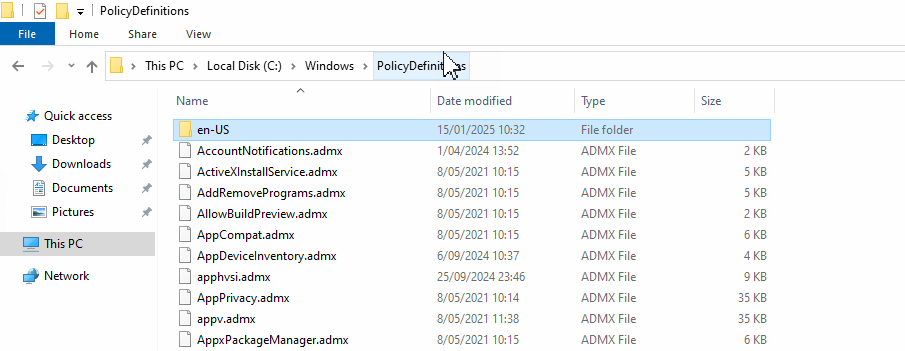 PolicyDefinitions
File Home Share View
This PC Local Disk (C:) Windows PolicyDefinitions
Name Date modified Type Size
Quick access
Desktop
Downloads
Documents
Pictures
This PC
Network
en-US 15/01/2025 10:32 File folder
AccountNotifications.admx 1/04/2024 13:52 ADMX File 2 KB
ActiveXInstallService.admx 8/05/2021 10:15 ADMX File 5 KB
AddRemovePrograms.admx 8/05/2021 10:15 ADMX File 5 KB
AllowBuildPreview.admx 8/05/2021 10:15 ADMX File 2 KB
AppCompat.admx 8/05/2021 10:15 ADMX File 6 KB
AppDeviceInventory.admx 6/09/2024 10:37 ADMX File 4 KB
apphvsi.admx 25/09/2024 23:46 ADMX File 9 KB
AppPrivacy.admx 8/05/2021 10:14 ADMX File 35 KB
appv.admx 8/05/2021 11:38 ADMX File 35 KB
AppxPackageManager.admx 8/05/2021 10:15 ADMX File 6 KB